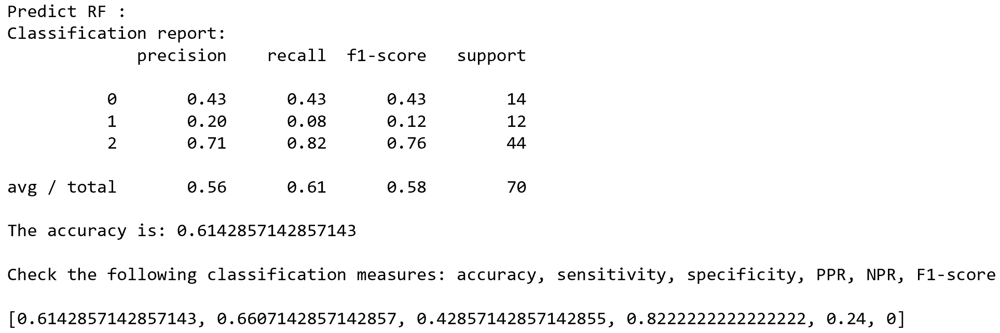 Predict RF :
Classification report:
precision recall f1-score support
0 0.43 0.43 0.43 14
1 0.20 0.08 0.12 12
2 0.71 0.82 0.76 44
avg / total 0.56 0.61 0.58 70
The accuracy is: 0.6142857142857143
Check the following classification measures: accuracy, sensitivity, specificity, PPR, NPR, F1-score
[0.6142857142857143, 0.6607142857142857, 0.42857142857142855, 0.8222222222222222, 0.24, 0]